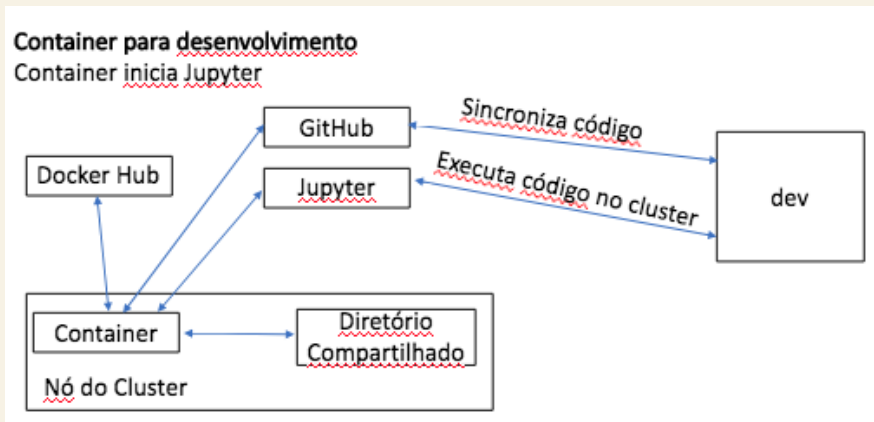 Container para desenvolvimento
Container inicia Jupyter
GitHub
Sincroniza código
Docker Hub
Jupyter
Executa código no cluster
dev
Container
Diretório
Compartilhado
Nó do Cluster